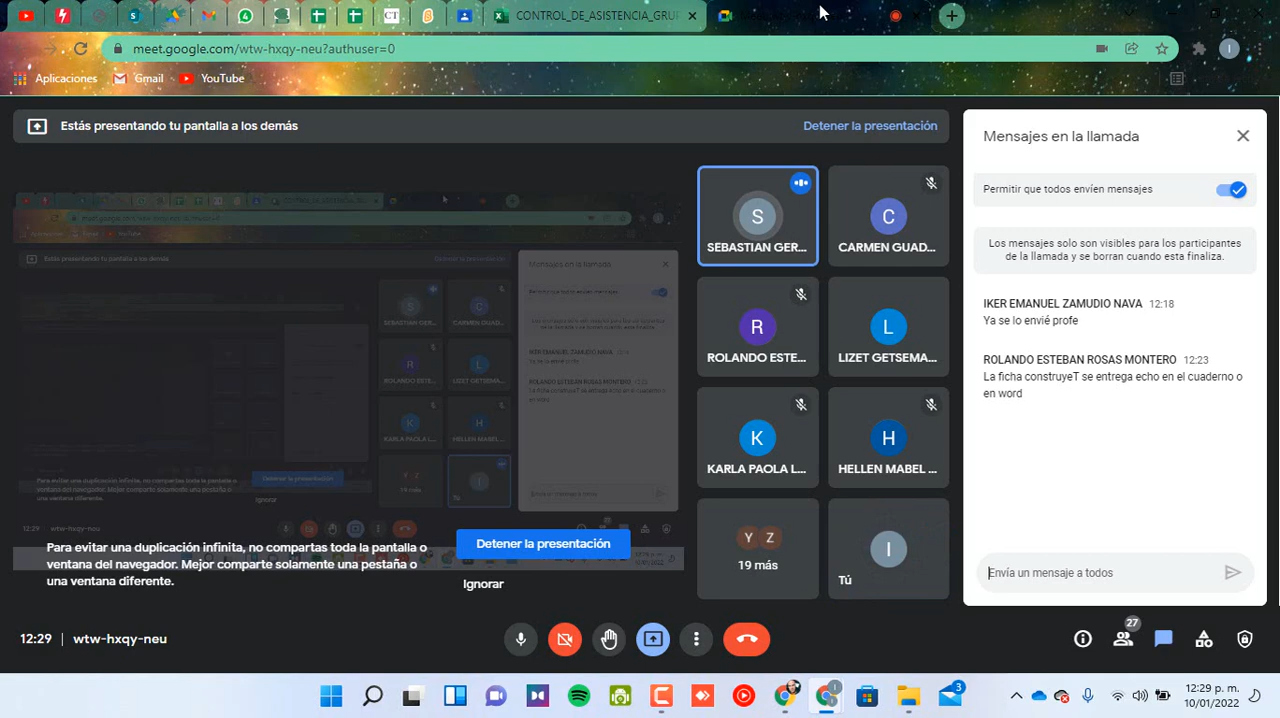 CONTROL_DE_ASISTENCIA_GRU
meet.google.com/wtw-hxqy-neu?authuser=0
Aplicaciones
Gmail
YouTube
Estás presentando tu pantalla a los demás
Detener la presentación
SEBASTIAN GER...
CARMEN GUAD...
ROLANDO ESTE...
LIZET GETSEMA...
KARLA PAOLA L...
HELLEN MABEL ...
S
C
R
L
K
H
Y Z
19 más
I
Tú
Para evitar una duplicación infinita, no compartas toda la pantalla o
ventana del navegador. Mejor comparte solamente una pestaña o
una ventana diferente.
Detener la presentación
Ignorar
Mensajes en la llamada
Permitir que todos envíen mensajes
Los mensajes solo son visibles para los participantes
de la llamada y se borran cuando esta finaliza.
IKER EMANUEL ZAMUDIO NAVA 12:18
Ya se lo envié profe
ROLANDO ESTEBAN ROSAS MONTERO 12:23
La ficha construyeT se entrega echo en el cuaderno o
en word
Envía un mensaje a todos
12:29 | wtw-hxqy-neu
27
3
12:29 p. m.
10/01/2022